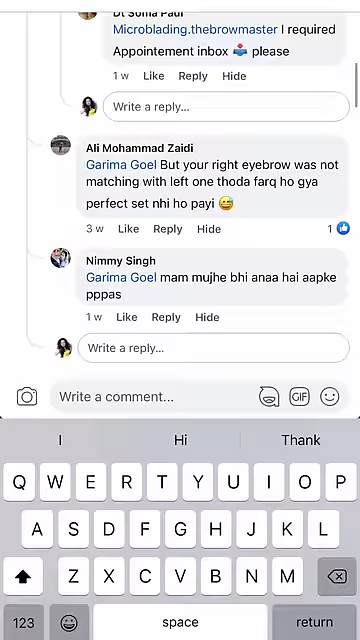 Dt Soma Paul
Microblading.thebrowmaster I required
Appointement inbox 📥 please
1 w Like Reply Hide
Write a reply...
Ali Mohammad Zaidi
Garima Goel But your right eyebrow was not
matching with left one thoda farq ho gya
perfect set nhi ho payi 😅
3 w Like Reply Hide 1
Nimmy Singh
Garima Goel mam mujhe bhi anaa hai aapke
pppas
1 w Like Reply Hide
Write a reply...
Write a comment... GIF
I Hi Thank
Q W E R T Y U I O P
A S D F G H J K L
Z X C V B N M
123 space return